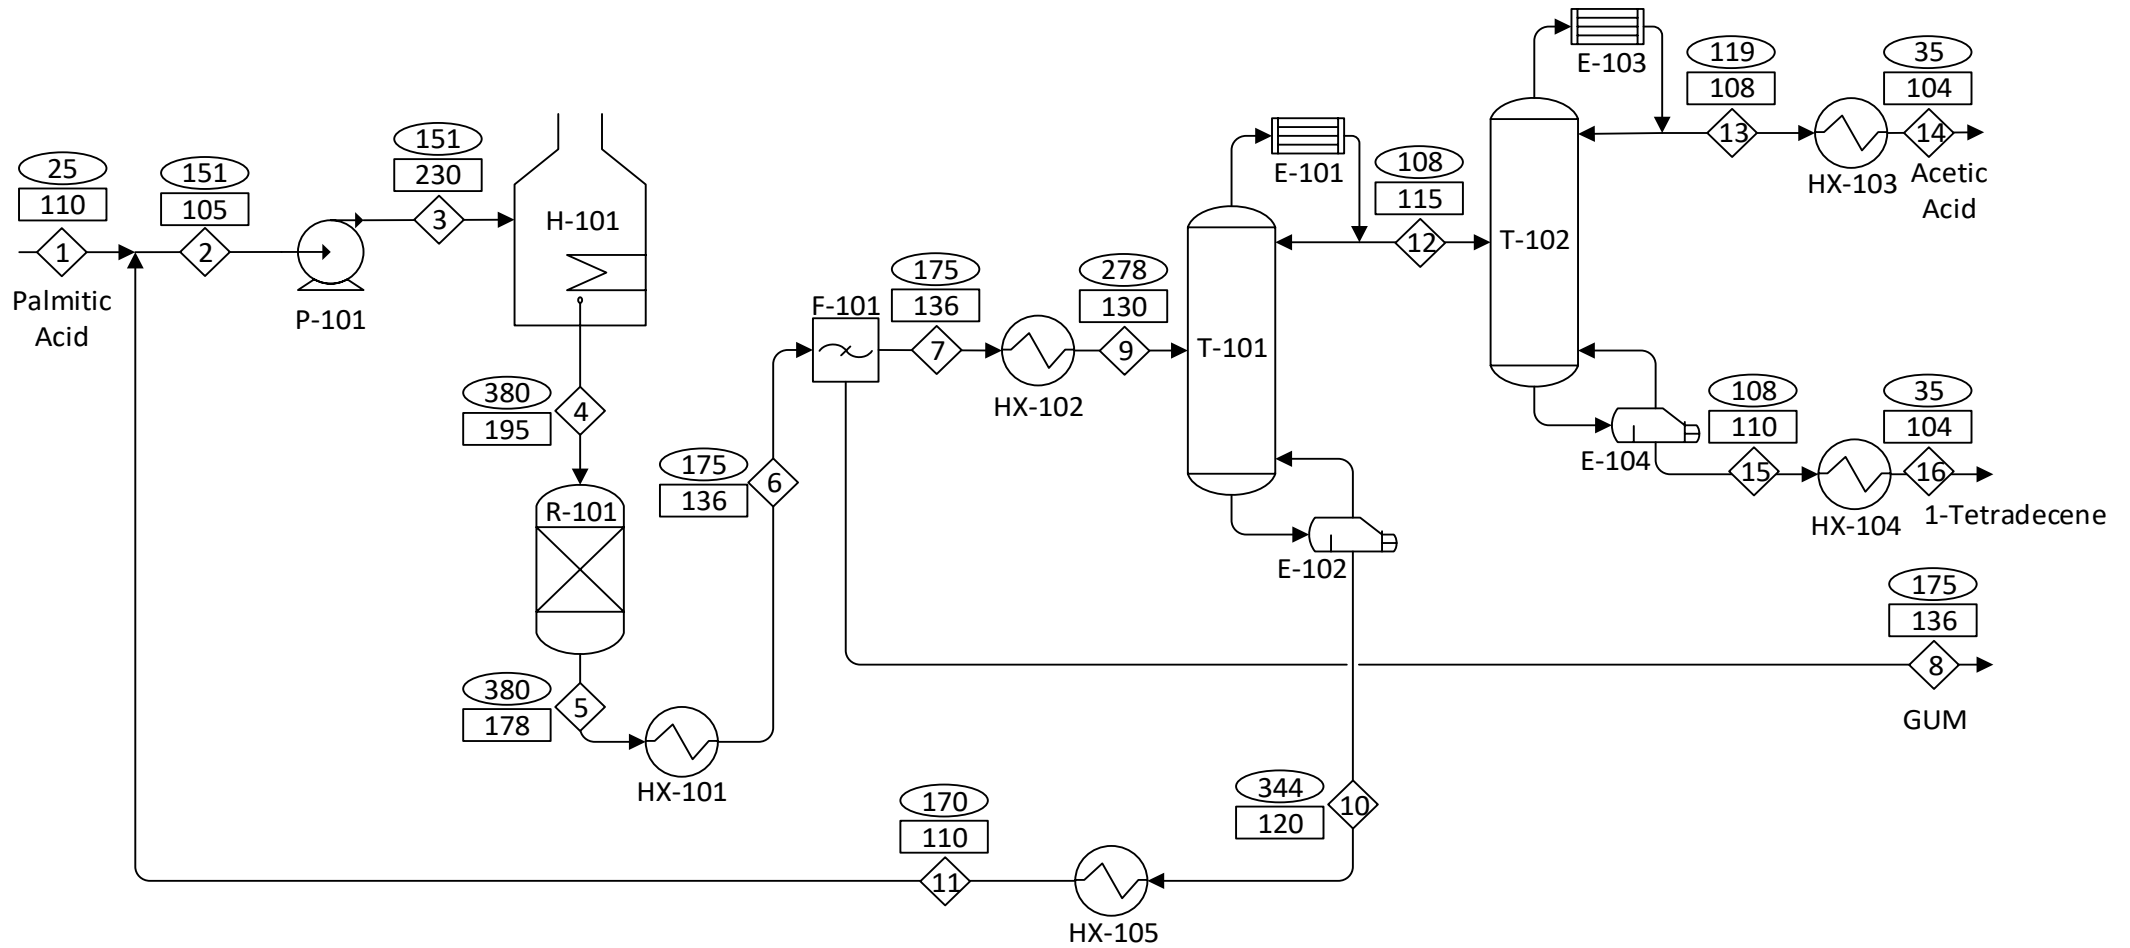 25
110
1
Palmitic
Acid
151
105
2
P-101
151
230
3
H-101
380
195
4
R-101
380
178
5
HX-101
175
136
6
F-101
175
136
7
HX-102
278
130
9
T-101
E-101
108
115
12
E-102
T-102
E-103
119
108
13
HX-103
35
104
14
Acetic
Acid
E-104
108
110
15
HX-104
35
104
16
1-Tetradecene
175
136
8
GUM
344
120
10
HX-105
170
110
11